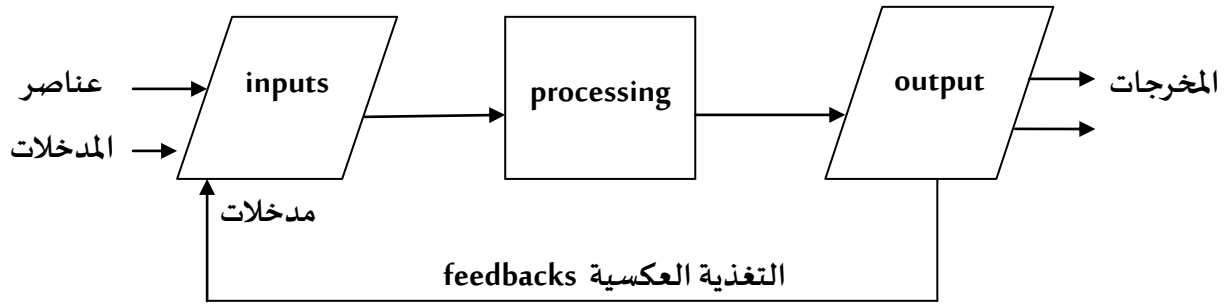 inputs
processing
output
عناصر
المدخلات
المخرجات
مدخلات
التغذية العكسية feedbacks